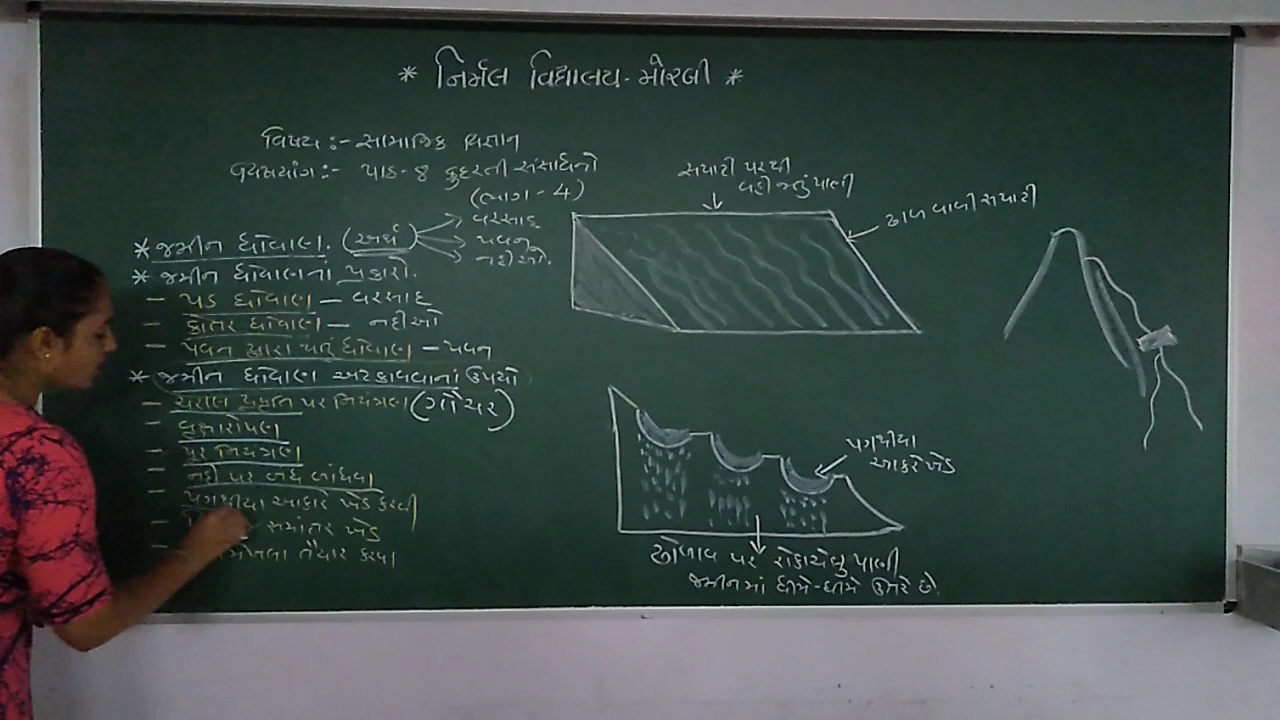 * નિર્મલ વિદ્યાલય - મોરબી *
વિષય :- સામાજિક વિજ્ઞાન
:- પાઠ - 8 કુદરતી સંસાધનો
(ભાગ - 4)
* જમીન ધોવાણ. (અર્થ)
વરસાદ
પવન
નદીઓ.
* જમીન ધોવાણનાં પ્રકારો.
- પડ ધોવાણ - વરસાદ
- કોતર ધોવાણ - નદીઓ
- પવન દ્વારા થતું ધોવાણ - પવન
* જમીન ધોવાણ અટકાવવાનાં ઉપાયો
- ચરાણ પ્રવૃત્તિ પર નિયંત્રણ (ગૌચર)
- વૃક્ષારોપણ
- પર નિયંત્રણ
- નદી પર બંધ બાંધવા
- પગથીયા આકારે ખેડ કરવી
- સમાંતર ખેડ
- તૈયાર કરવા
સપાટી પરથી
વહી જતું પાણી
ઢાળ વાળી સપાટી
પગથીયા
આકારે ખેડ
ઢોળાવ પર રોકાયેલુ પાણી
જમીનમાં ધીમે-ધીમે ઉતરે છે.